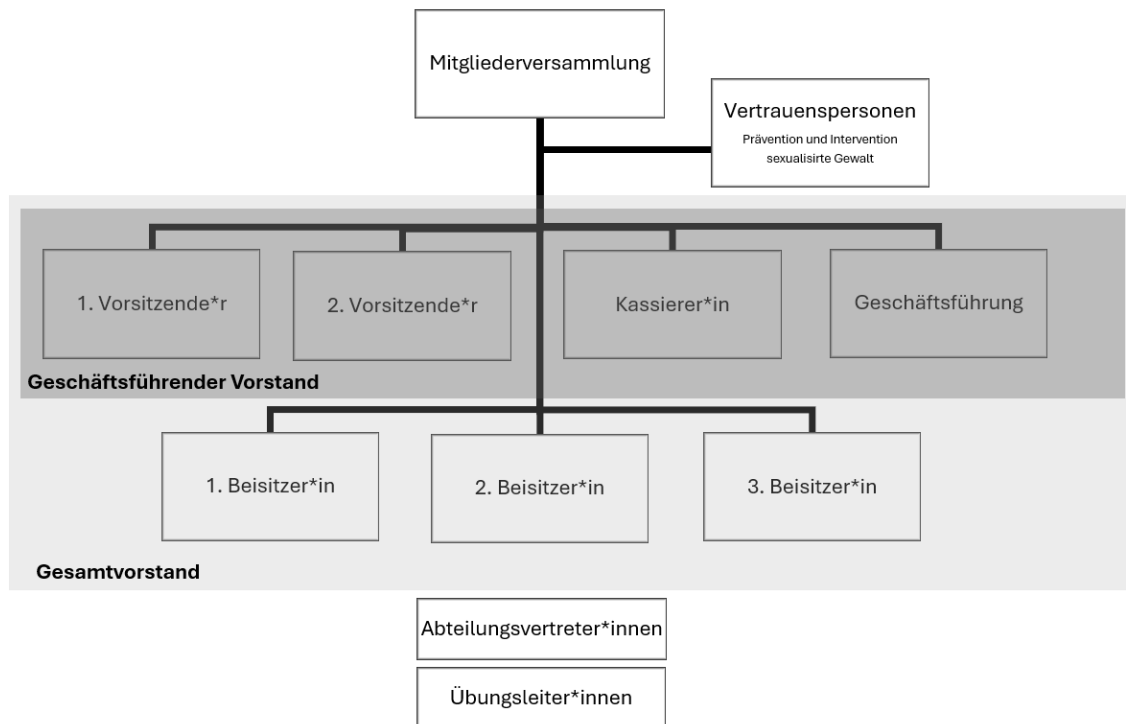 Mitgliederversammlung
Vertrauenspersonen
Prävention und Intervention
sexualisirte Gewalt
1. Vorsitzende*r
2. Vorsitzende*r
Kassierer*in
Geschäftsführung
Geschäftsführender Vorstand
1. Beisitzer*in
2. Beisitzer*in
3. Beisitzer*in
Gesamtvorstand
Abteilungsvertreter*innen
Übungsleiter*innen